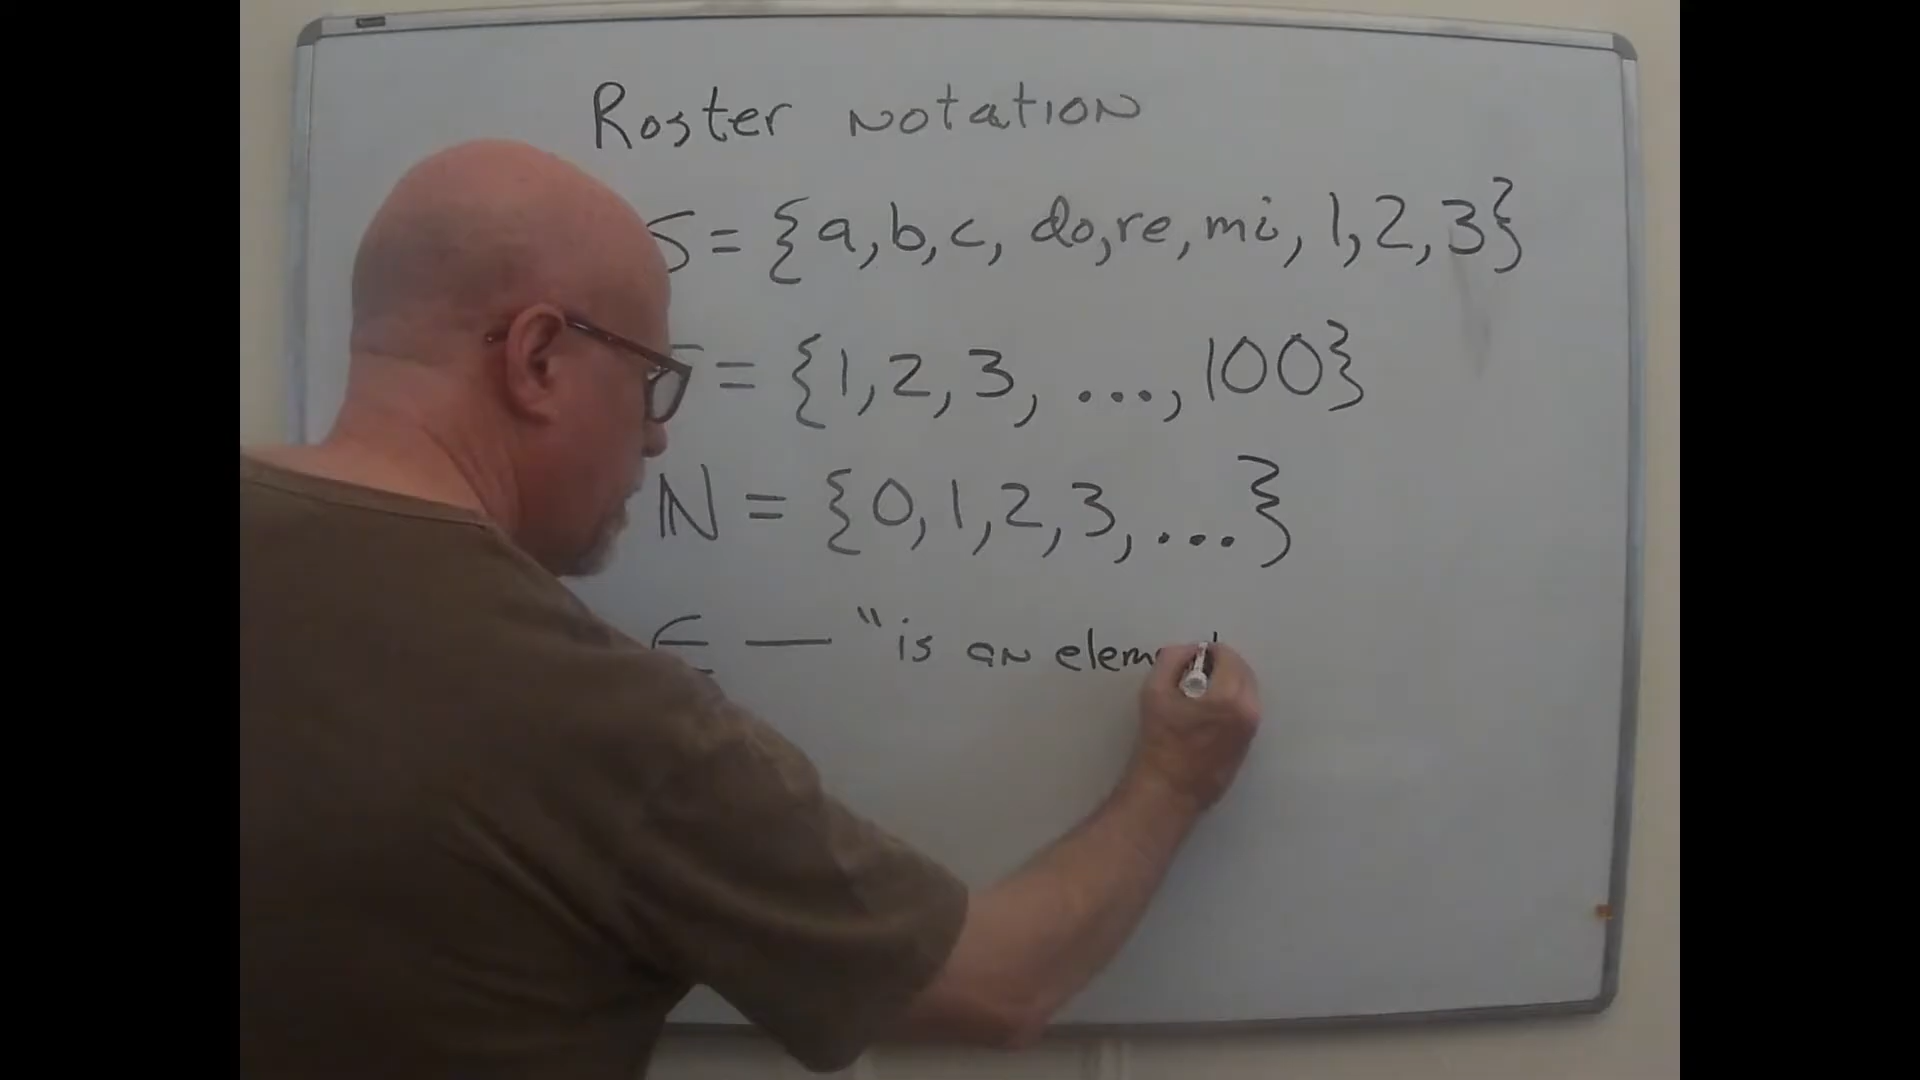 Roster notation
S = {a, b, c, do, re, mi, 1, 2, 3}
= {1, 2, 3, ..., 100}
ℕ = {0, 1, 2, 3, ...}
∈ — "is an elem